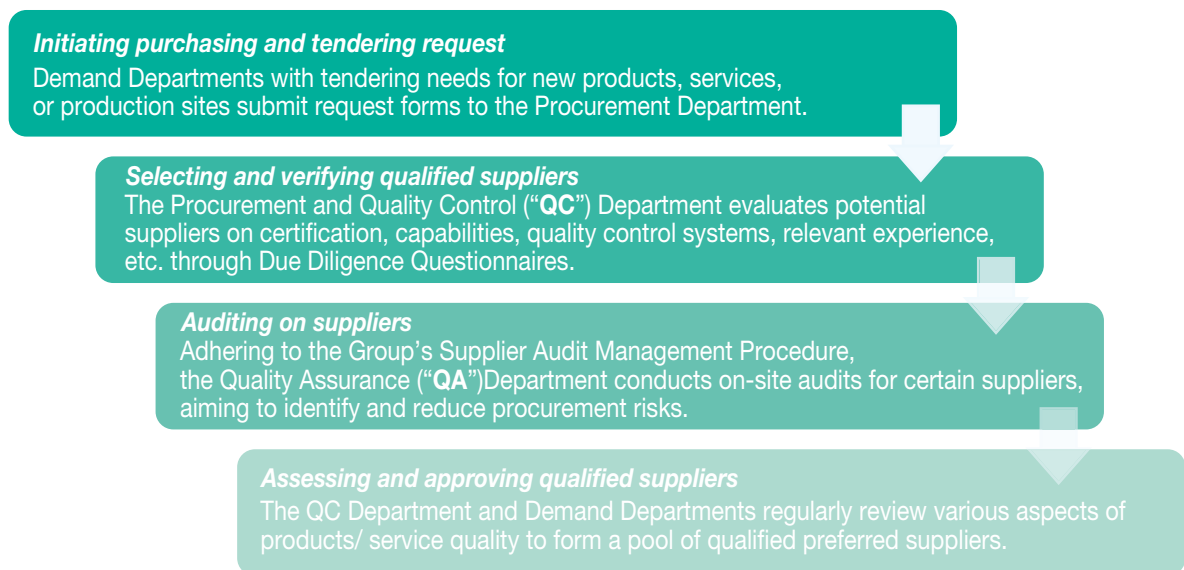 Initiating purchasing and tendering request
Demand Departments with tendering needs for new products, services,
or production sites submit request forms to the Procurement Department.
Selecting and verifying qualified suppliers
The Procurement and Quality Control (“QC”) Department evaluates potential
suppliers on certification, capabilities, quality control systems, relevant experience,
etc. through Due Diligence Questionnaires.
Auditing on suppliers
Adhering to the Group’s Supplier Audit Management Procedure,
the Quality Assurance (“QA”)Department conducts on-site audits for certain suppliers,
aiming to identify and reduce procurement risks.
Assessing and approving qualified suppliers
The QC Department and Demand Departments regularly review various aspects of
products/ service quality to form a pool of qualified preferred suppliers.